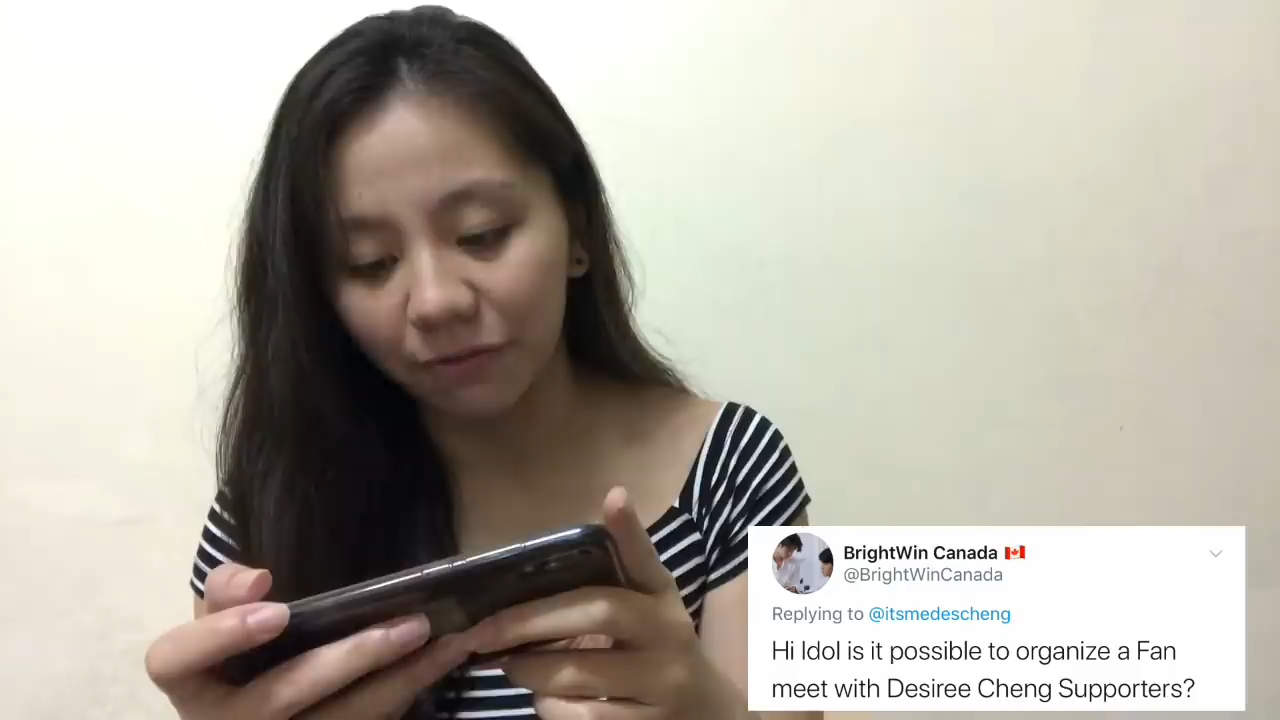 BrightWin Canada 🇨🇦
@BrightWinCanada
Replying to @itsmedescheng
Hi Idol is it possible to organize a Fan
meet with Desiree Cheng Supporters?